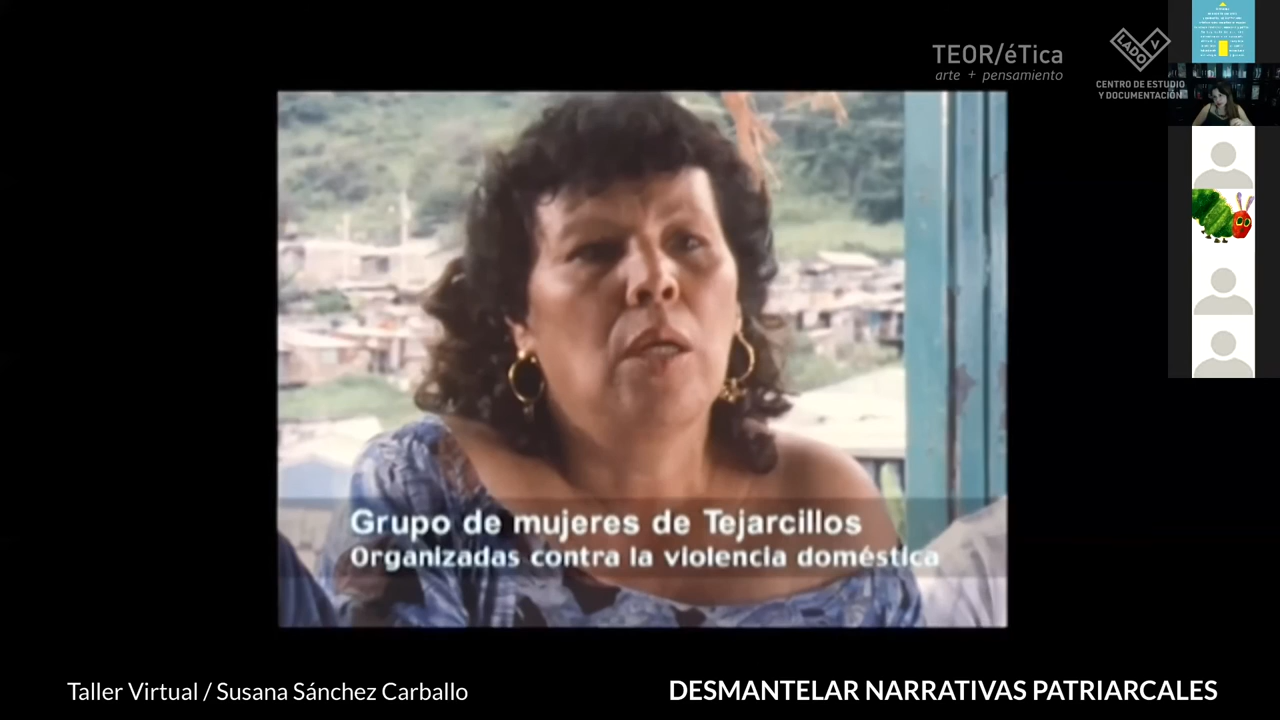 TEOR/éTica
arte + pensamiento
LADO V
CENTRO DE ESTUDIO
Y DOCUMENTACIÓN
Grupo de mujeres de Tejarcillos
Organizadas contra la violencia doméstica
Taller Virtual / Susana Sánchez Carballo
DESMANTELAR NARRATIVAS PATRIARCALES